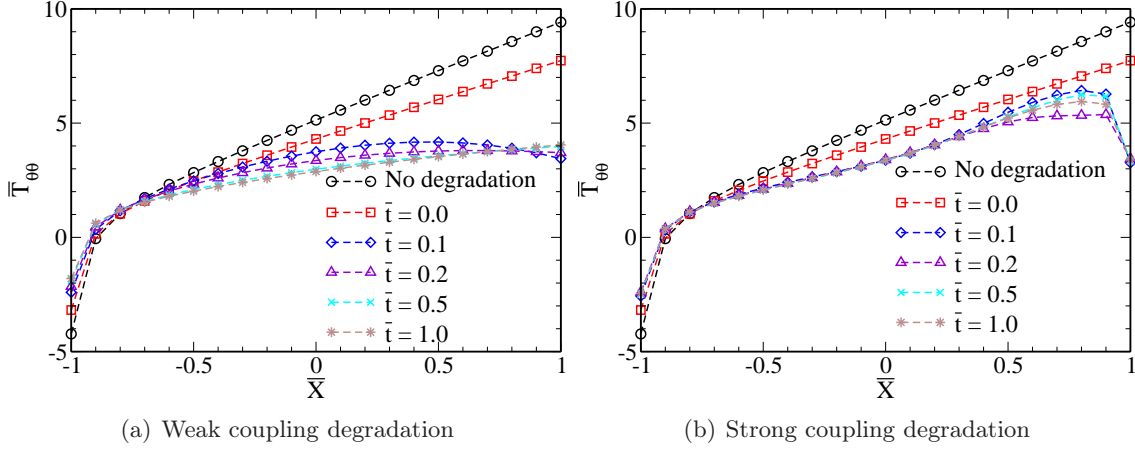 10
5
0
-5
-1
-0.5
0
0.5
1
T̅θθ
X̅
No degradation
t̄ = 0.0
t̄ = 0.1
t̄ = 0.2
t̄ = 0.5
t̄ = 1.0
(a) Weak coupling degradation
10
5
0
-5
-1
-0.5
0
0.5
1
T̅θθ
X̅
No degradation
t̄ = 0.0
t̄ = 0.1
t̄ = 0.2
t̄ = 0.5
t̄ = 1.0
(b) Strong coupling degradation